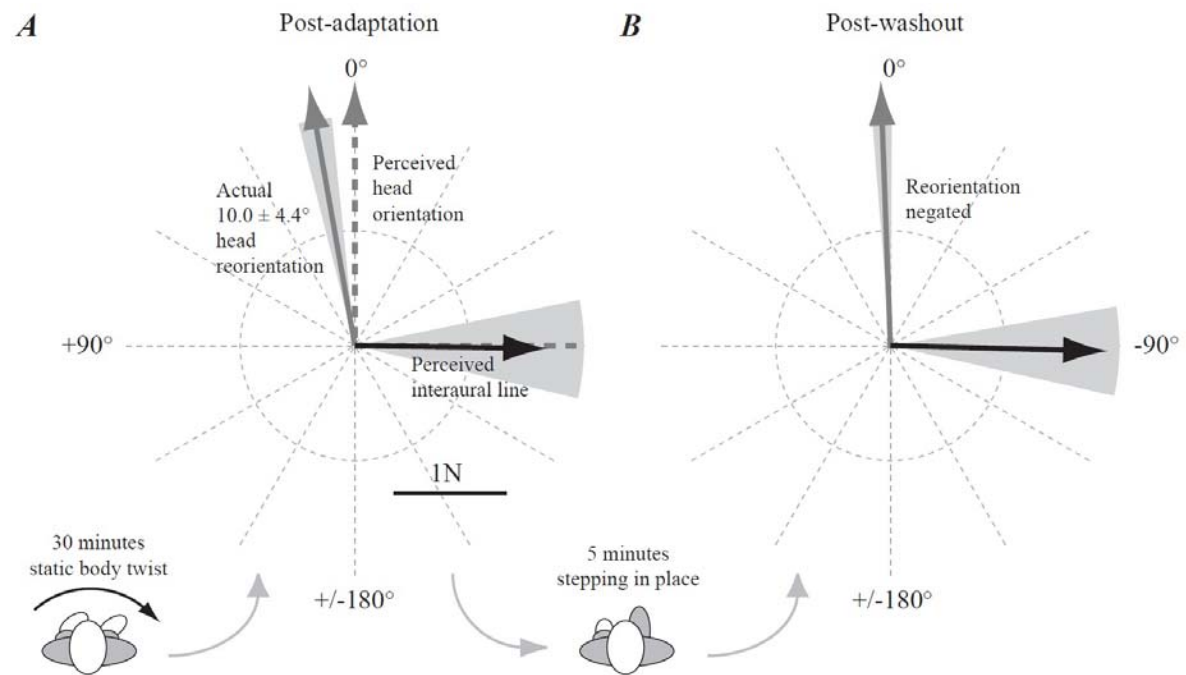 A
Post-adaptation
0°
Actual
10.0 ± 4.4°
head
reorientation
Perceived
head
orientation
+90°
Perceived
interaural line
1N
+/-180°
30 minutes
static body twist
B
Post-washout
0°
Reorientation
negated
-90°
+/-180°
5 minutes
stepping in place